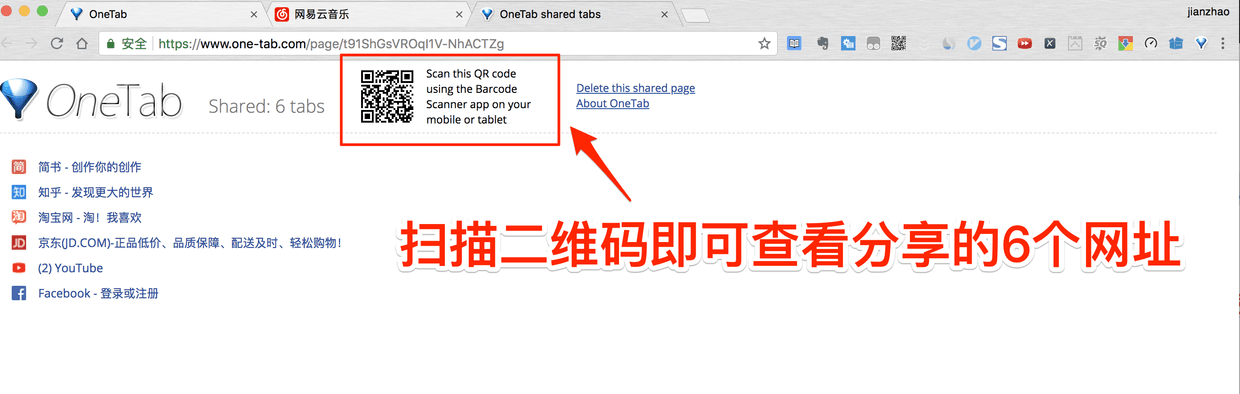 OneTab
网易云音乐
OneTab shared tabs
jianzhao
安全 https://www.one-tab.com/page/t91ShGsVROqI1V-NhACTZg
OneTab
Shared: 6 tabs
Scan this QR code
using the Barcode
Scanner app on your
mobile or tablet
Delete this shared page
About OneTab
简 简书 - 创作你的创作
知 知乎 - 发现更大的世界
淘 淘宝网 - 淘！我喜欢
JD 京东(JD.COM)-正品低价、品质保障、配送及时、轻松购物！
(2) YouTube
Facebook - 登录或注册
扫描二维码即可查看分享的6个网址